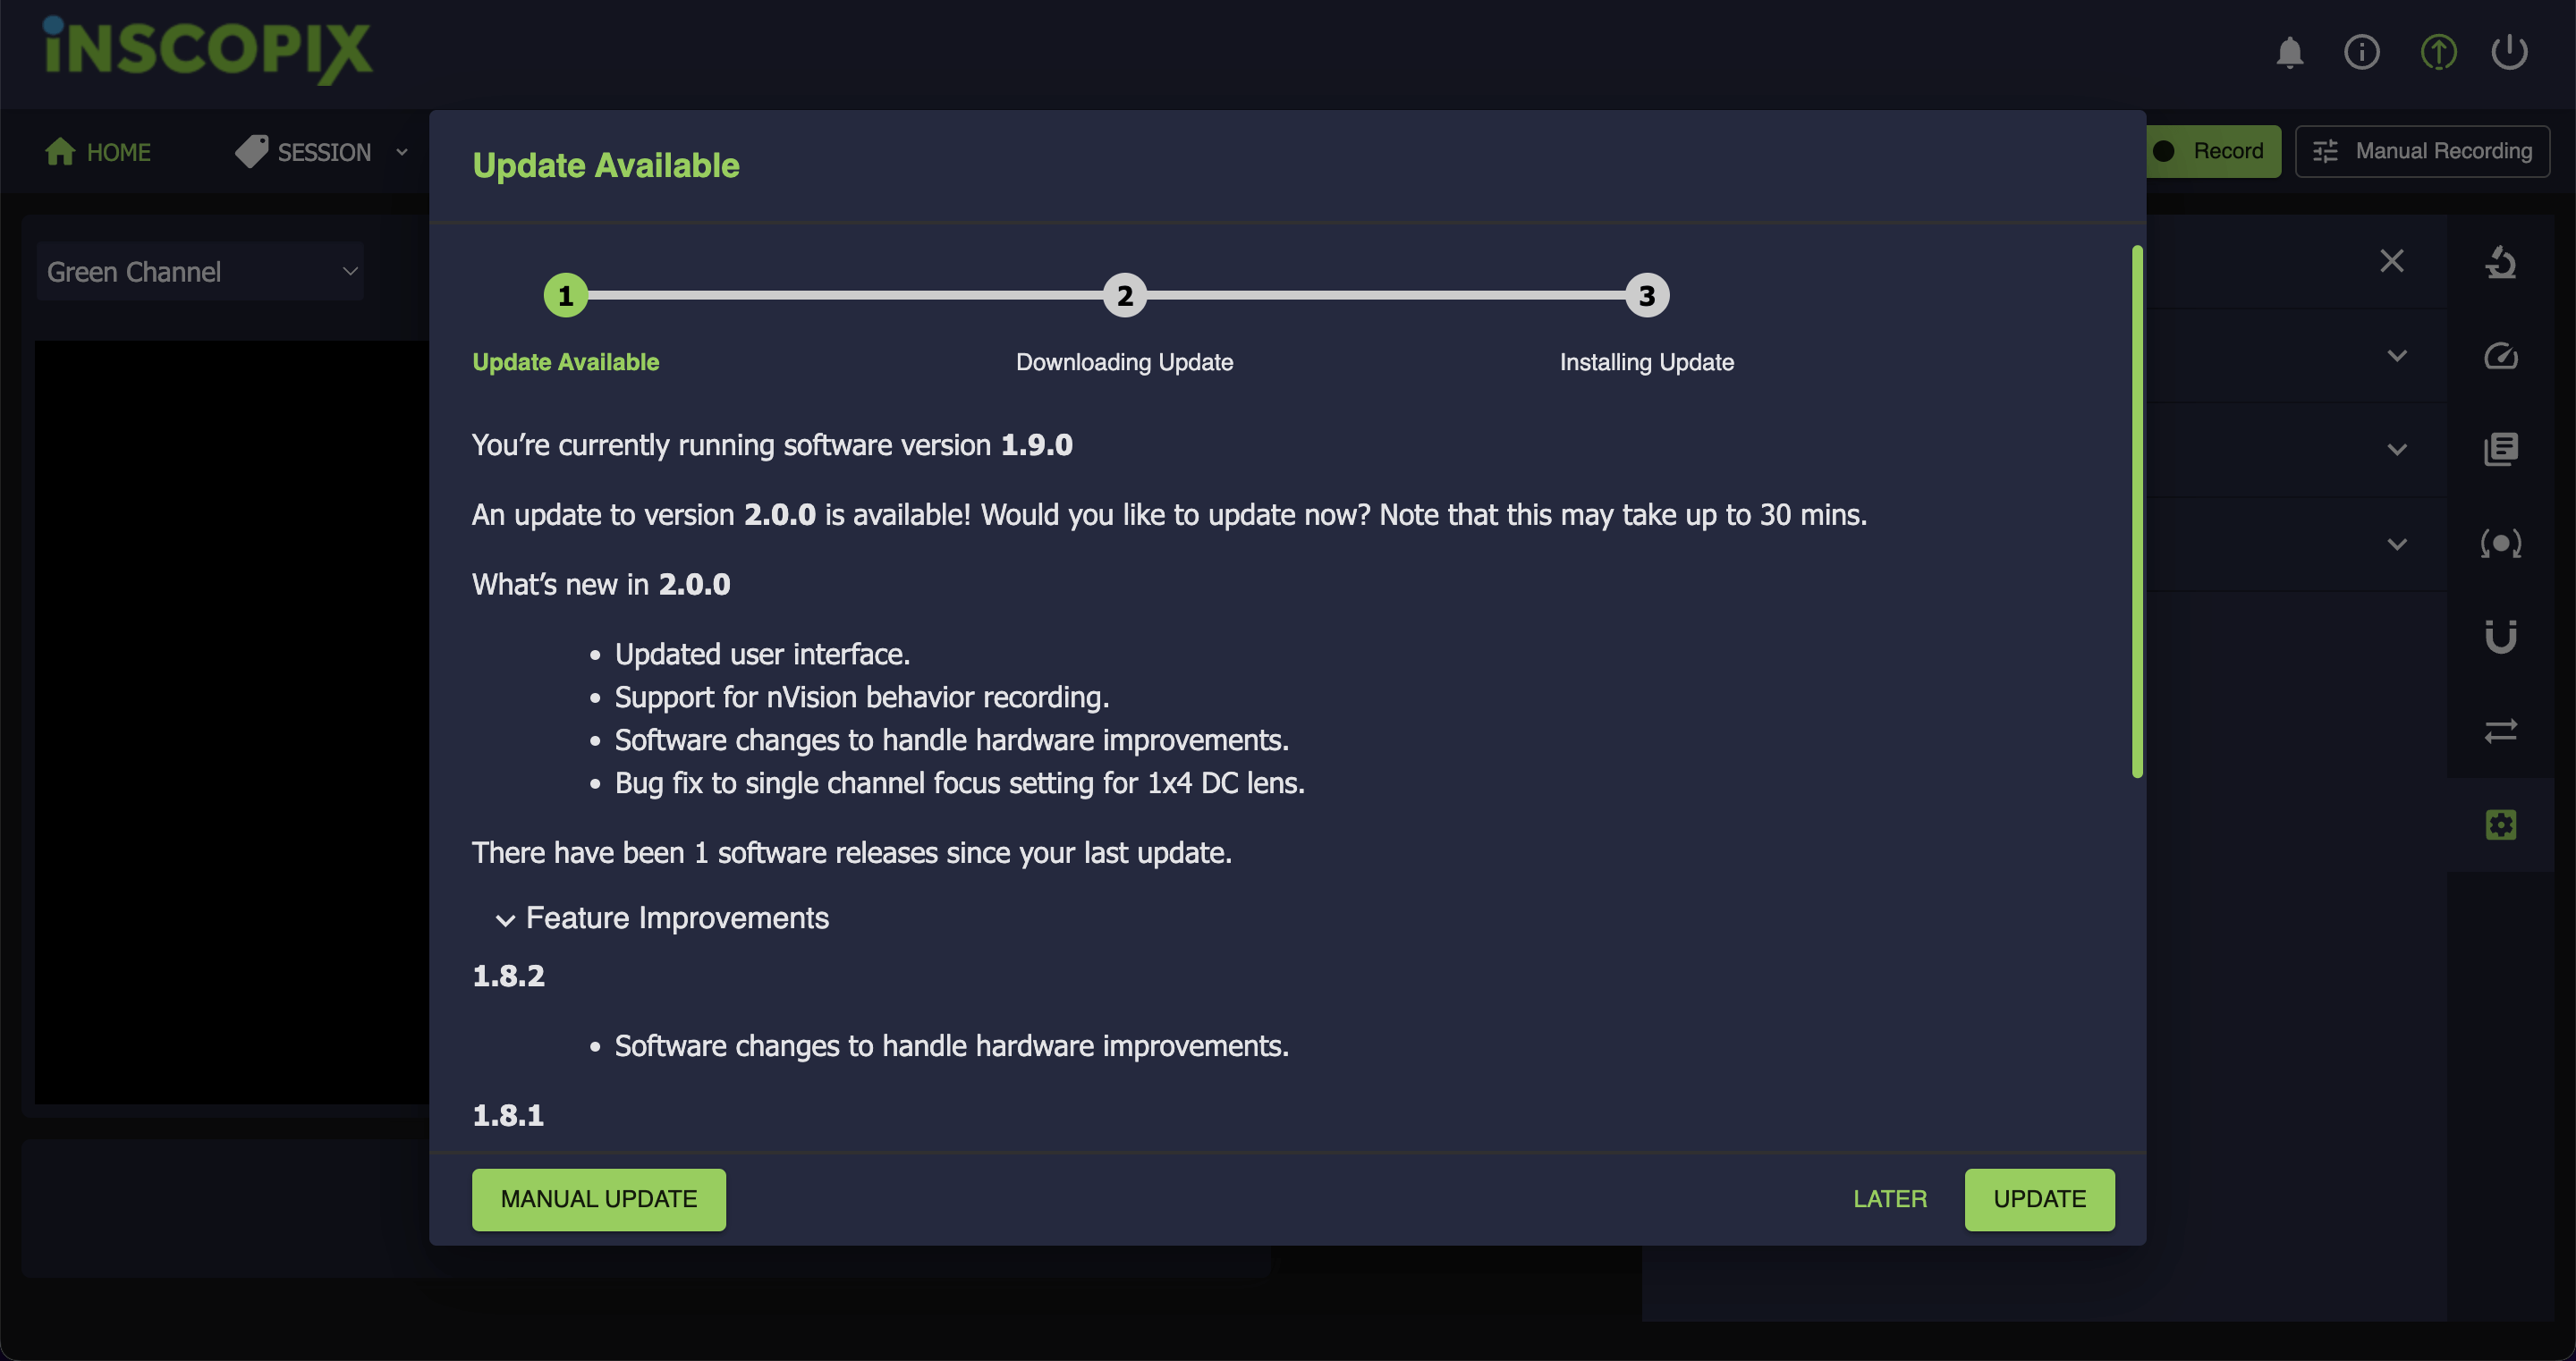 iNSCOPIX
HOME
SESSION
Record
Manual Recording
Green Channel
Update Available
1
2
3
Update Available
Downloading Update
Installing Update
You’re currently running software version 1.9.0
An update to version 2.0.0 is available! Would you like to update now? Note that this may take up to 30 mins.
What’s new in 2.0.0
• Updated user interface.
• Support for nVision behavior recording.
• Software changes to handle hardware improvements.
• Bug fix to single channel focus setting for 1x4 DC lens.
There have been 1 software releases since your last update.
Feature Improvements
1.8.2
• Software changes to handle hardware improvements.
1.8.1
MANUAL UPDATE
LATER
UPDATE